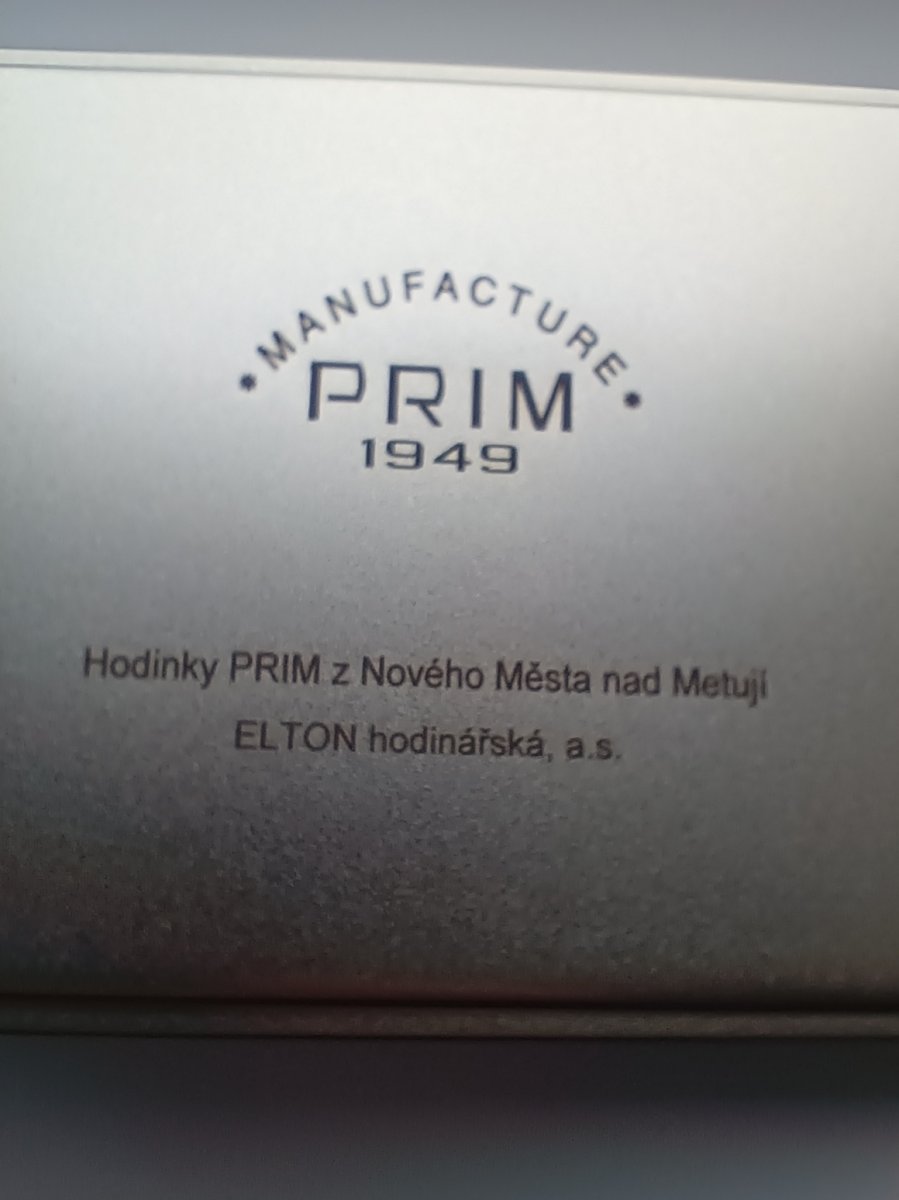 • MANUFACTURE •
PRIM
1949
Hodinky PRIM z Nového Města nad Metují
ELTON hodinářská, a.s.